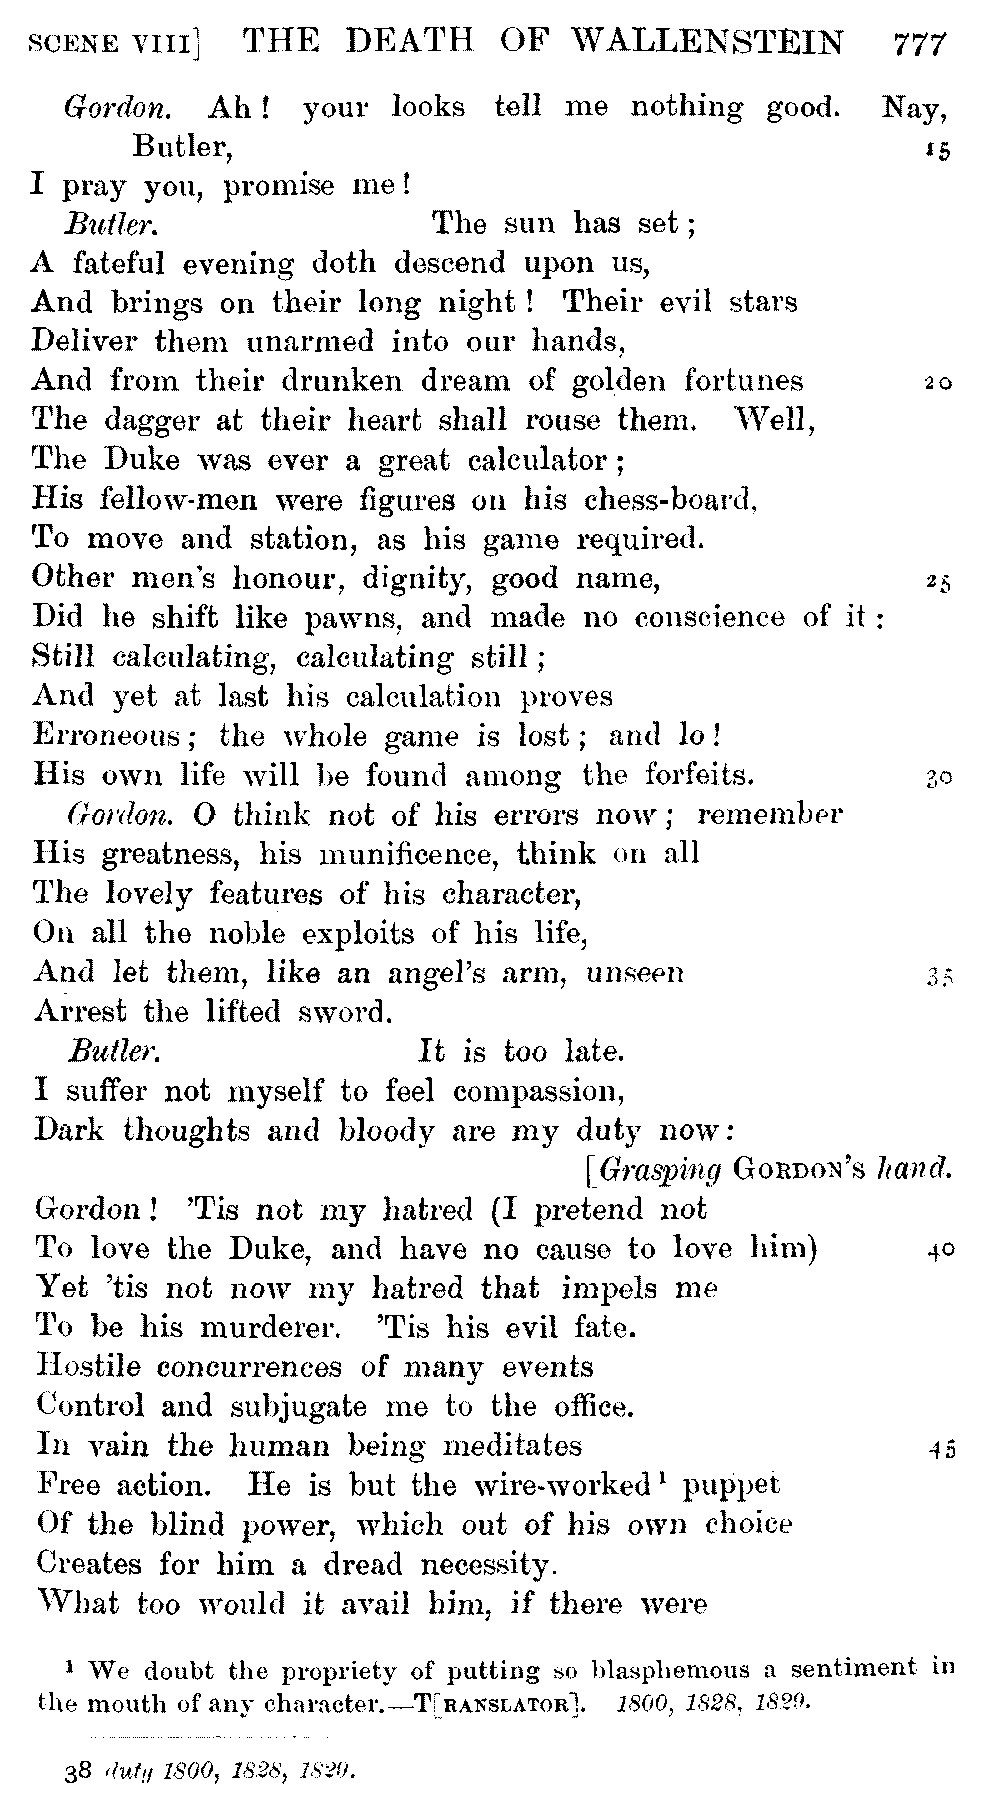 SCENE VIII] THE DEATH OF WALLENSTEIN 777
Gordon. Ah! your looks tell me nothing good. Nay,
Butler, 15
I pray you, promise me!
Butler. The sun has set;
A fateful evening doth descend upon us,
And brings on their long night! Their evil stars
Deliver them unarmed into our hands,
And from their drunken dream of golden fortunes 20
The dagger at their heart shall rouse them. Well,
The Duke was ever a great calculator;
His fellow-men were figures on his chess-board,
To move and station, as his game required.
Other men's honour, dignity, good name, 25
Did he shift like pawns, and made no conscience of it:
Still calculating, calculating still;
And yet at last his calculation proves
Erroneous; the whole game is lost; and lo!
His own life will be found among the forfeits. 30
Gordon. O think not of his errors now; remember
His greatness, his munificence, think on all
The lovely features of his character,
On all the noble exploits of his life,
And let them, like an angel's arm, unseen 35
Arrest the lifted sword.
Butler. It is too late.
I suffer not myself to feel compassion,
Dark thoughts and bloody are my duty now:
[Grasping GORDON'S hand.
Gordon! 'Tis not my hatred (I pretend not
To love the Duke, and have no cause to love him) 40
Yet 'tis not now my hatred that impels me
To be his murderer. 'Tis his evil fate.
Hostile concurrences of many events
Control and subjugate me to the office.
In vain the human being meditates 45
Free action. He is but the wire-worked¹ puppet
Of the blind power, which out of his own choice
Creates for him a dread necessity.
What too would it avail him, if there were
¹ We doubt the propriety of putting so blasphemous a sentiment in
the mouth of any character.—T[RANSLATOR]. 1800, 1828, 1829.
38 duty 1800, 1828, 1829.